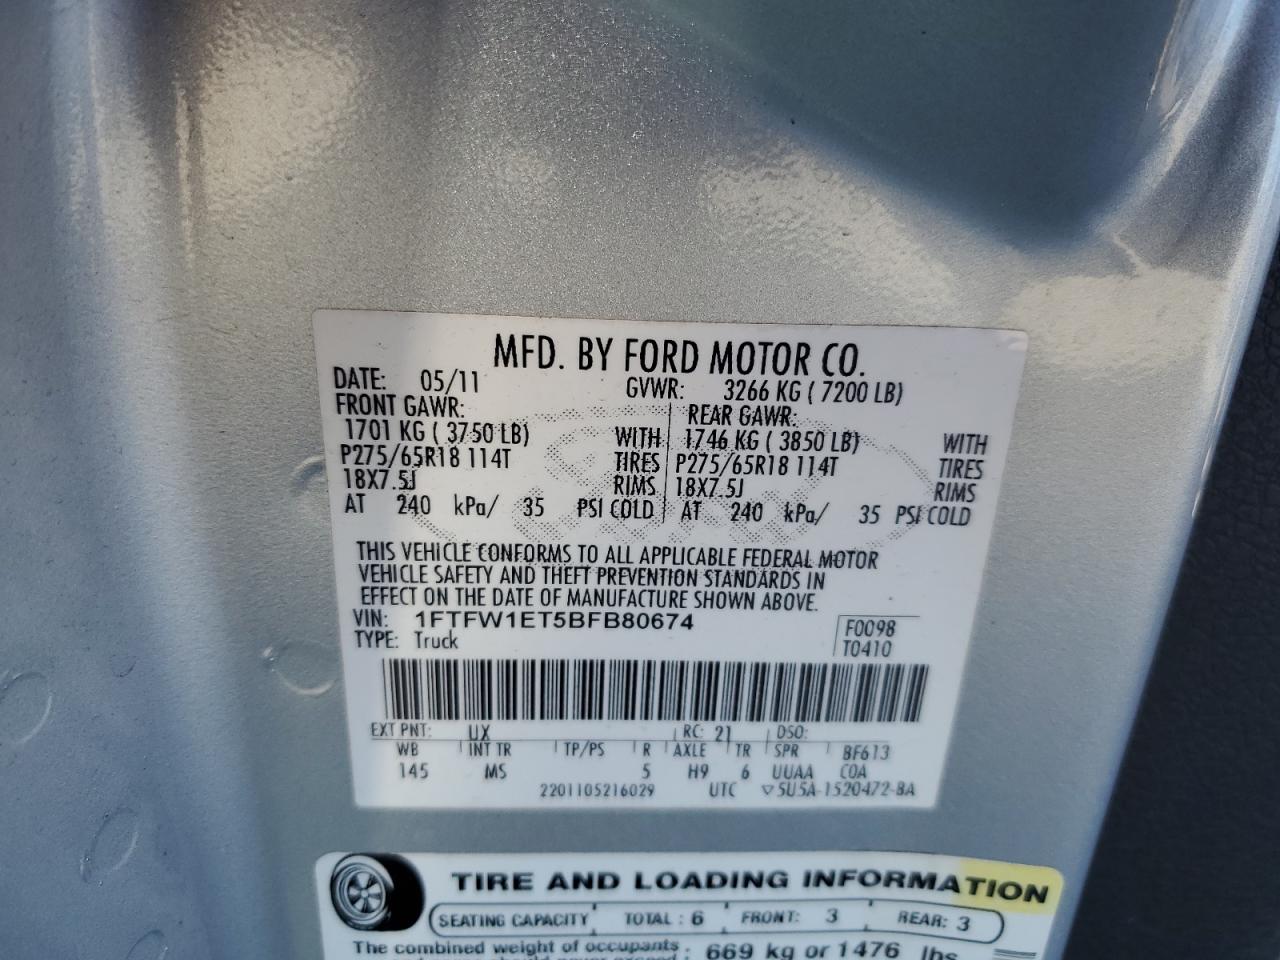 MFD. BY FORD MOTOR CO.
DATE: 05/11 GVWR: 3266 KG ( 7200 LB)
FRONT GAWR: REAR GAWR:
1701 KG ( 3750 LB) WITH 1746 KG ( 3850 LB) WITH
P275/65R18 114T TIRES P275/65R18 114T TIRES
18X7.5J RIMS 18X7.5J RIMS
AT 240 kPa/ 35 PSI COLD AT 240 kPa/ 35 PSI COLD
THIS VEHICLE CONFORMS TO ALL APPLICABLE FEDERAL MOTOR
VEHICLE SAFETY AND THEFT PREVENTION STANDARDS IN
EFFECT ON THE DATE OF MANUFACTURE SHOWN ABOVE.
VIN: 1FTFW1ET5BFB80674 F0098
TYPE: Truck T0410
EXT PNT: UX RC: 21 DSO:
WB INT TR TP/PS R AXLE TR SPR BF613
145 MS 5 H9 6 UUAA COA
2201105216029 UTC ▽5U5A-1520472-BA
TIRE AND LOADING INFORMATION
SEATING CAPACITY TOTAL : 6 FRONT: 3 REAR: 3
The combined weight of occupants : 669 kg or 1476 lbs